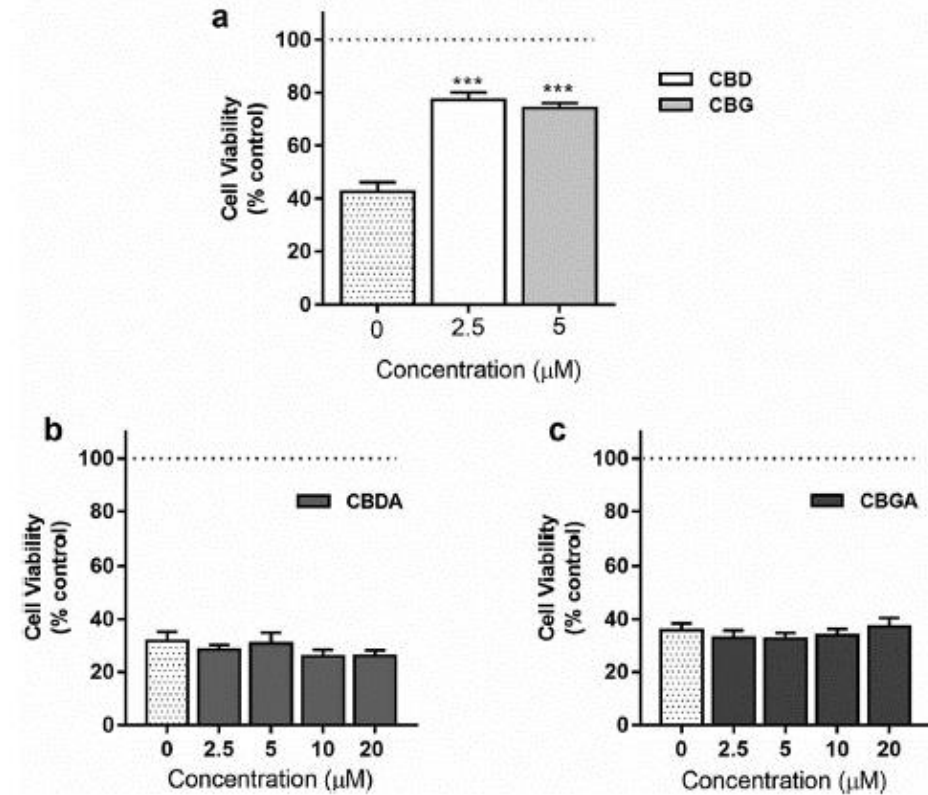 a
100
80
60
40
20
0
Cell Viability
(% control)
***
***
0 2.5 5
Concentration (µM)
CBD
CBG
b
100
80
60
40
20
0
Cell Viability
(% control)
CBDA
0 2.5 5 10 20
Concentration (µM)
c
100
80
60
40
20
0
Cell Viability
(% control)
CBGA
0 2.5 5 10 20
Concentration (µM)